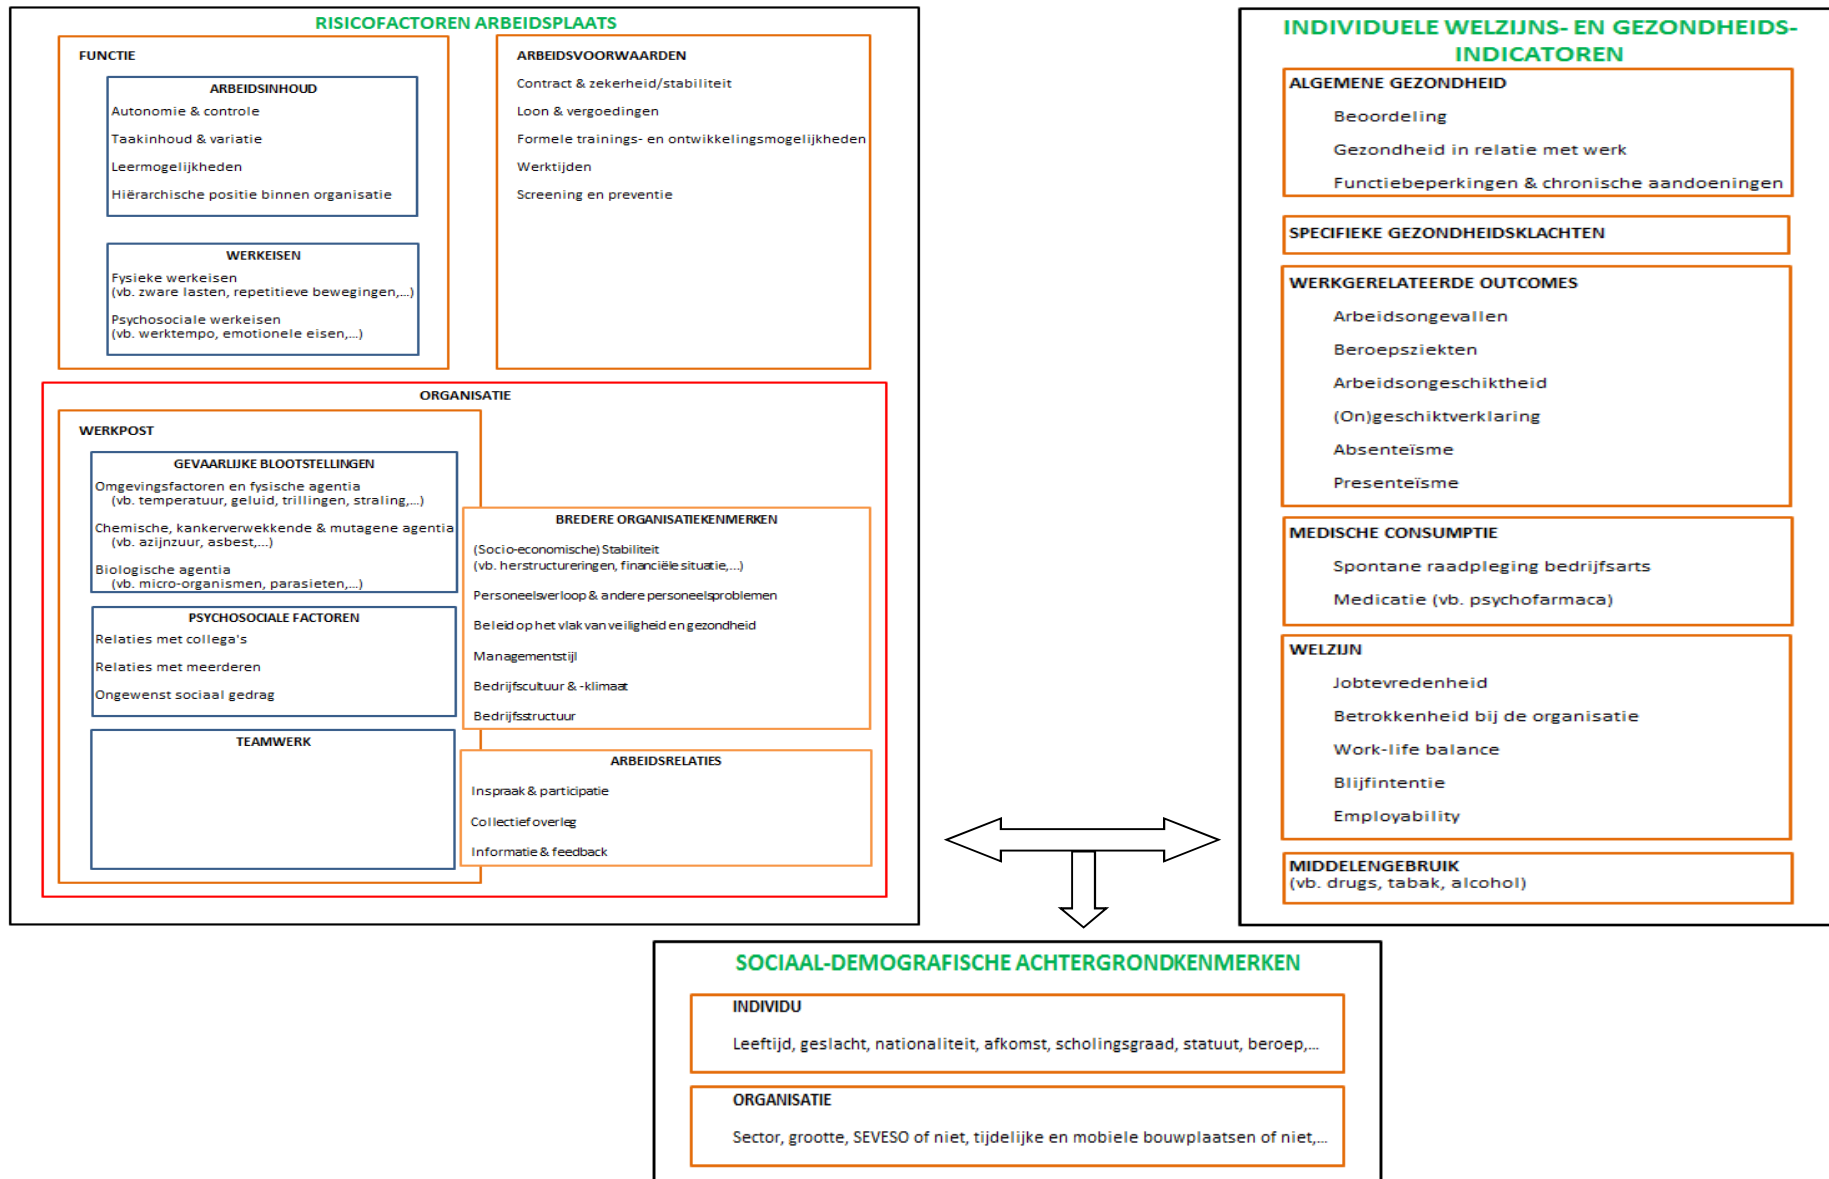 RISICOFACTOREN ARBEIDSPLAATS
FUNCTIE
ARBEIDSINHOUD
Autonomie & controle
Taakinhoud & variatie
Leermogelijkheden
Hiërarchische positie binnen organisatie
WERKEISEN
Fysieke werkeisen
(vb. zware lasten, repetitieve bewegingen,...)
Psychosociale werkeisen
(vb. werktempo, emotionele eisen,...)
ARBEIDSVOORWAARDEN
Contract & zekerheid/stabiliteit
Loon & vergoedingen
Formele trainings- en ontwikkelingsmogelijkheden
Werktijden
Screening en preventie
ORGANISATIE
WERKPOST
GEVAARLIJKE BLOOTSTELLINGEN
Omgevingsfactoren en fysische agentia
(vb. temperatuur, geluid, trillingen, straling,...)
Chemische, kankerverwekkende & mutagene agentia
(vb. azijnzuur, asbest,...)
Biologische agentia
(vb. micro-organismen, parasieten,...)
PSYCHOSOCIALE FACTOREN
Relaties met collega's
Relaties met meerderen
Ongewenst sociaal gedrag
TEAMWERK
BREDERE ORGANISATIEKENMERKEN
(Socio-economische) Stabiliteit
(vb. herstructureringen, financiële situatie,...)
Personeelsverloop & andere personeelsproblemen
Beleid op het vlak van veiligheid en gezondheid
Managementstijl
Bedrijfscultuur & -klimaat
Bedrijfsstructuur
ARBEIDSRELATIES
Inspraak & participatie
Collectief overleg
Informatie & feedback
INDIVIDUELE WELZIJNS- EN GEZONDHEIDS-
INDICATOREN
ALGEMENE GEZONDHEID
Beoordeling
Gezondheid in relatie met werk
Functiebeperkingen & chronische aandoeningen
SPECIFIEKE GEZONDHEIDSKLACHTEN
WERKGERELATEERDE OUTCOMES
Arbeidsongevallen
Beroepsziekten
Arbeidsongeschiktheid
(On)geschiktverklaring
Absenteïsme
Presenteïsme
MEDISCHE CONSUMPTIE
Spontane raadpleging bedrijfsarts
Medicatie (vb. psychofarmaca)
WELZIJN
Jobtevredenheid
Betrokkenheid bij de organisatie
Work-life balance
Blijfintentie
Employability
MIDDELENGEBRUIK
(vb. drugs, tabak, alcohol)
SOCIAAL-DEMOGRAFISCHE ACHTERGRONDKENMERKEN
INDIVIDU
Leeftijd, geslacht, nationaliteit, afkomst, scholingsgraad, statuut, beroep,...
ORGANISATIE
Sector, grootte, SEVESO of niet, tijdelijke en mobiele bouwplaatsen of niet,...